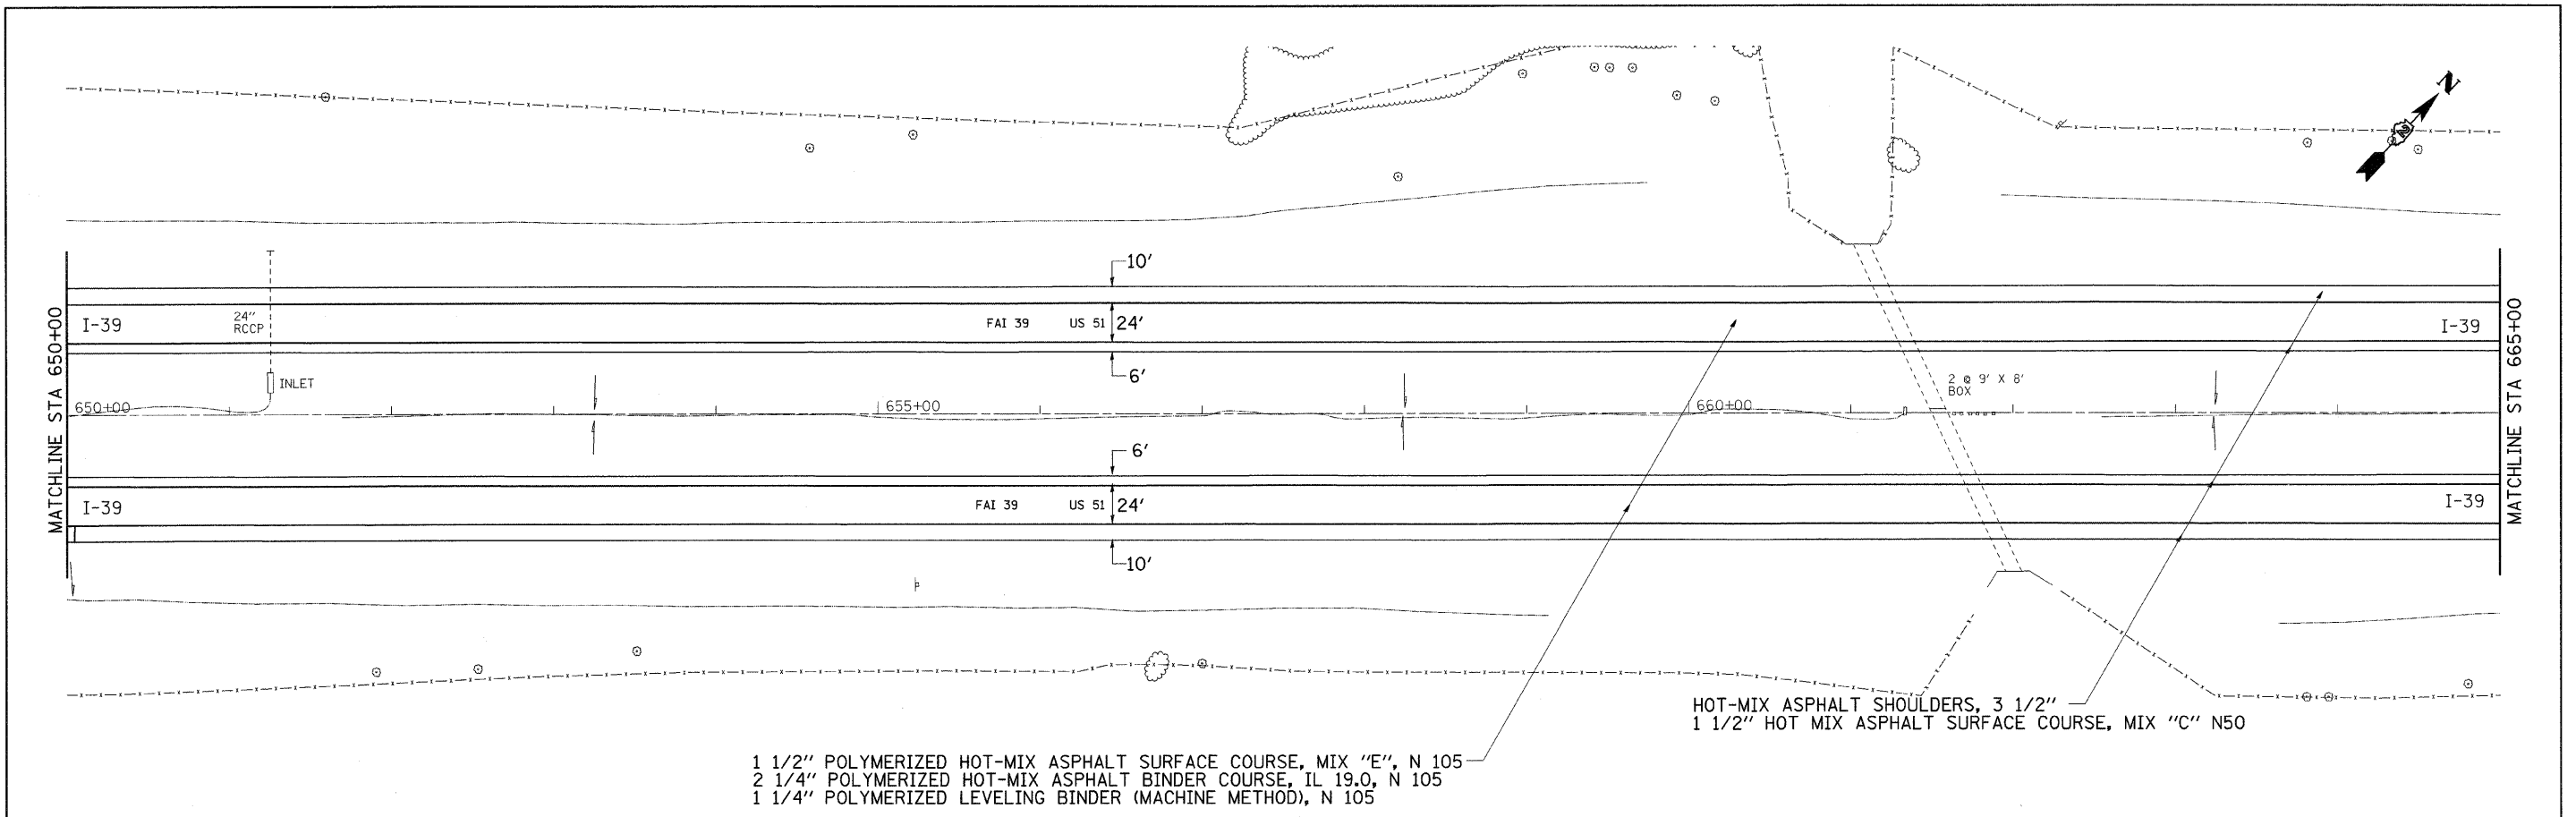 N
2
10'
MATCHLINE STA 650+00
I-39
24"
RCCP
FAI 39 US 51 24'
I-39
MATCHLINE STA 665+00
6'
INLET
2 @ 9' X 8'
BOX
650+00
655+00
660+00
6'
I-39
FAI 39 US 51 24'
I-39
10'
HOT-MIX ASPHALT SHOULDERS, 3 1/2"
1 1/2" HOT MIX ASPHALT SURFACE COURSE, MIX "C" N50
1 1/2" POLYMERIZED HOT-MIX ASPHALT SURFACE COURSE, MIX "E", N 105
2 1/4" POLYMERIZED HOT-MIX ASPHALT BINDER COURSE, IL 19.0, N 105
1 1/4" POLYMERIZED LEVELING BINDER (MACHINE METHOD), N 105